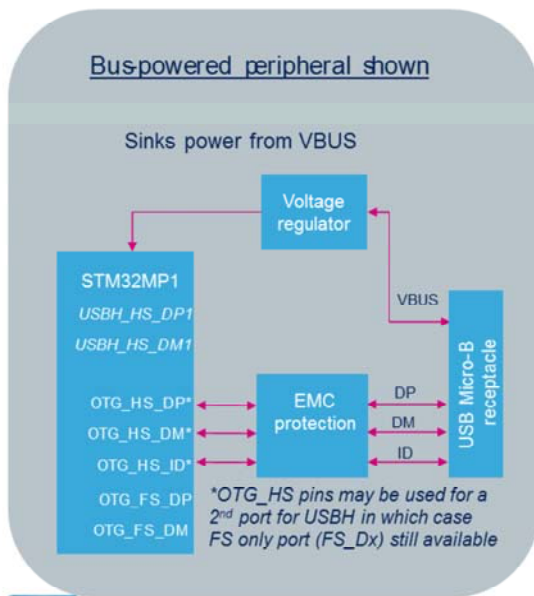 Bus-powered peripheral shown
Sinks power from VBUS
Voltage
regulator
STM32MP1
USBH_HS_DP1
USBH_HS_DM1
VBUS
USB Micro-B
receptacle
OTG_HS_DP*
OTG_HS_DM*
OTG_HS_ID*
OTG_FS_DP
OTG_FS_DM
EMC
protection
DP
DM
ID
*OTG_HS pins may be used for a
2nd port for USBH in which case
FS only port (FS_Dx) still available